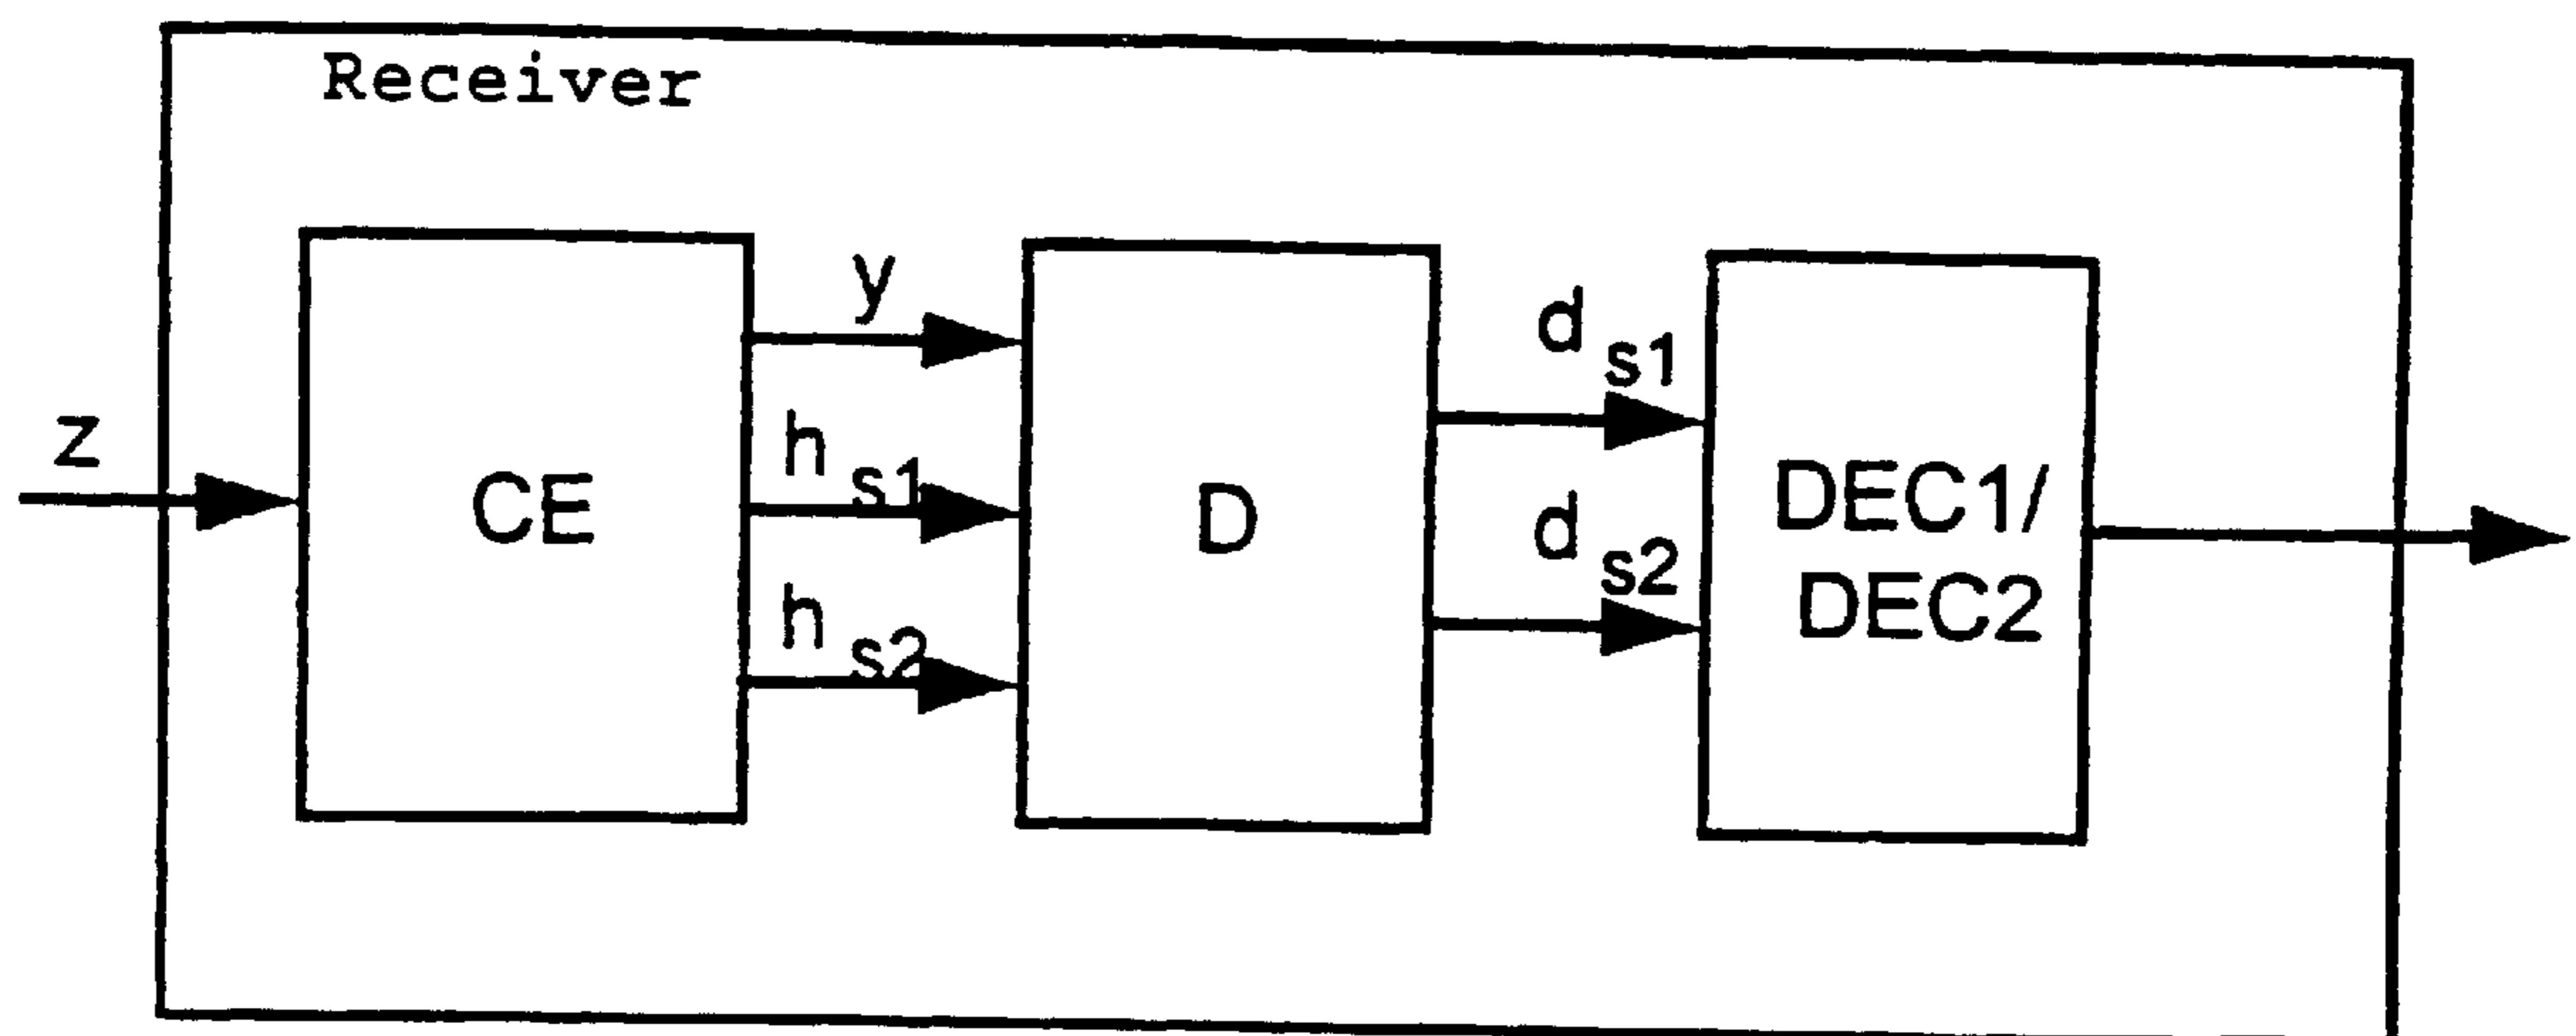 Receiver
z
CE
y
h s1
h s2
D
d s1
d s2
DEC1/
DEC2